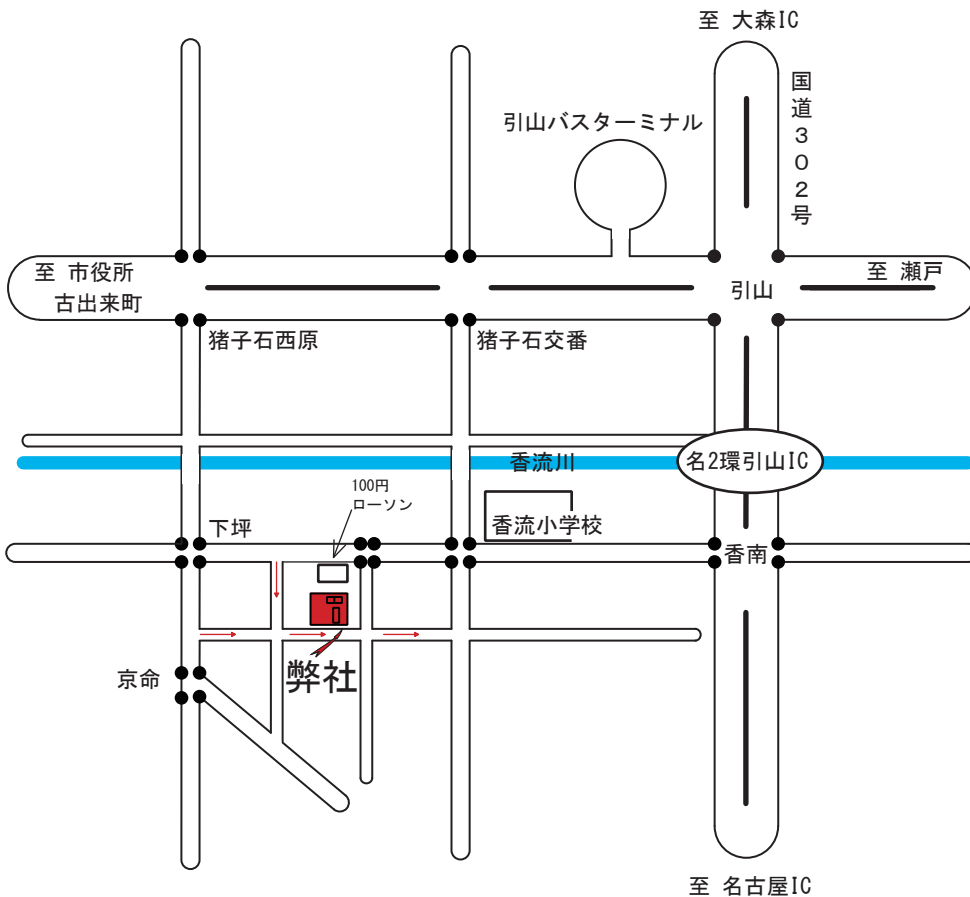 至 大森IC
国道302号
引山バスターミナル
至 市役所
古出来町
引山
至 瀬戸
猪子石西原
猪子石交番
香流川
名2環引山IC
100円
ローソン
下坪
香流小学校
香南
京命
弊社
至 名古屋IC